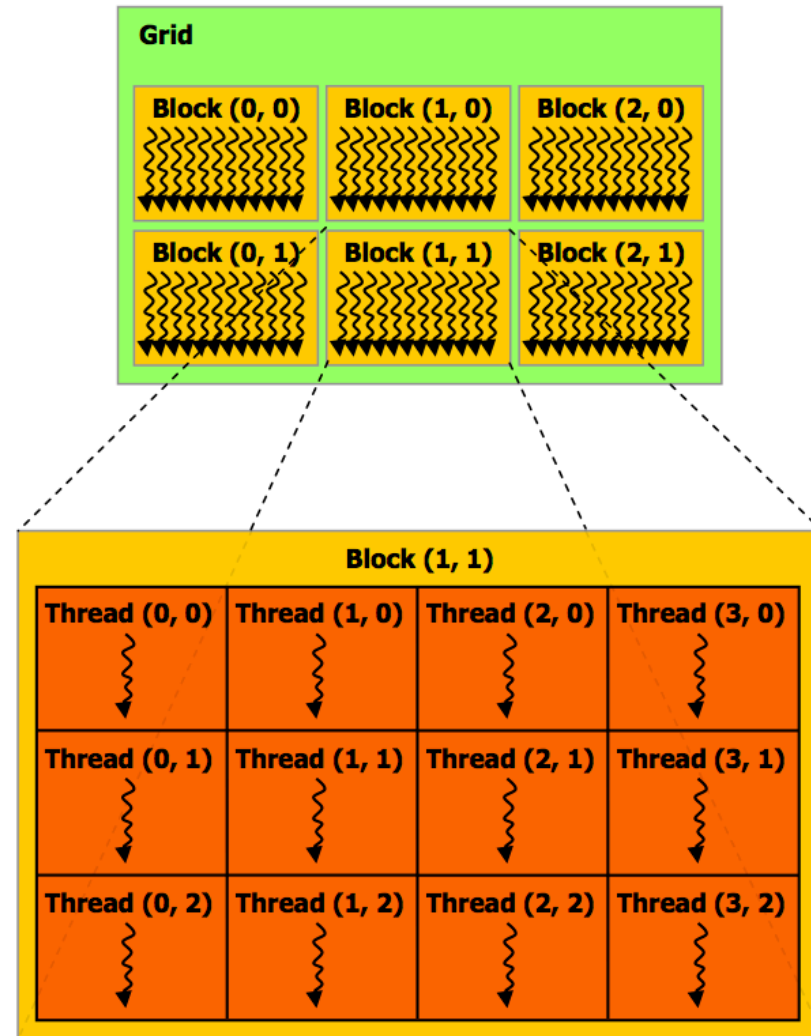 Grid
Block (0, 0) Block (1, 0) Block (2, 0)
Block (0, 1) Block (1, 1) Block (2, 1)
Block (1, 1)
Thread (0, 0) Thread (1, 0) Thread (2, 0) Thread (3, 0)
Thread (0, 1) Thread (1, 1) Thread (2, 1) Thread (3, 1)
Thread (0, 2) Thread (1, 2) Thread (2, 2) Thread (3, 2)